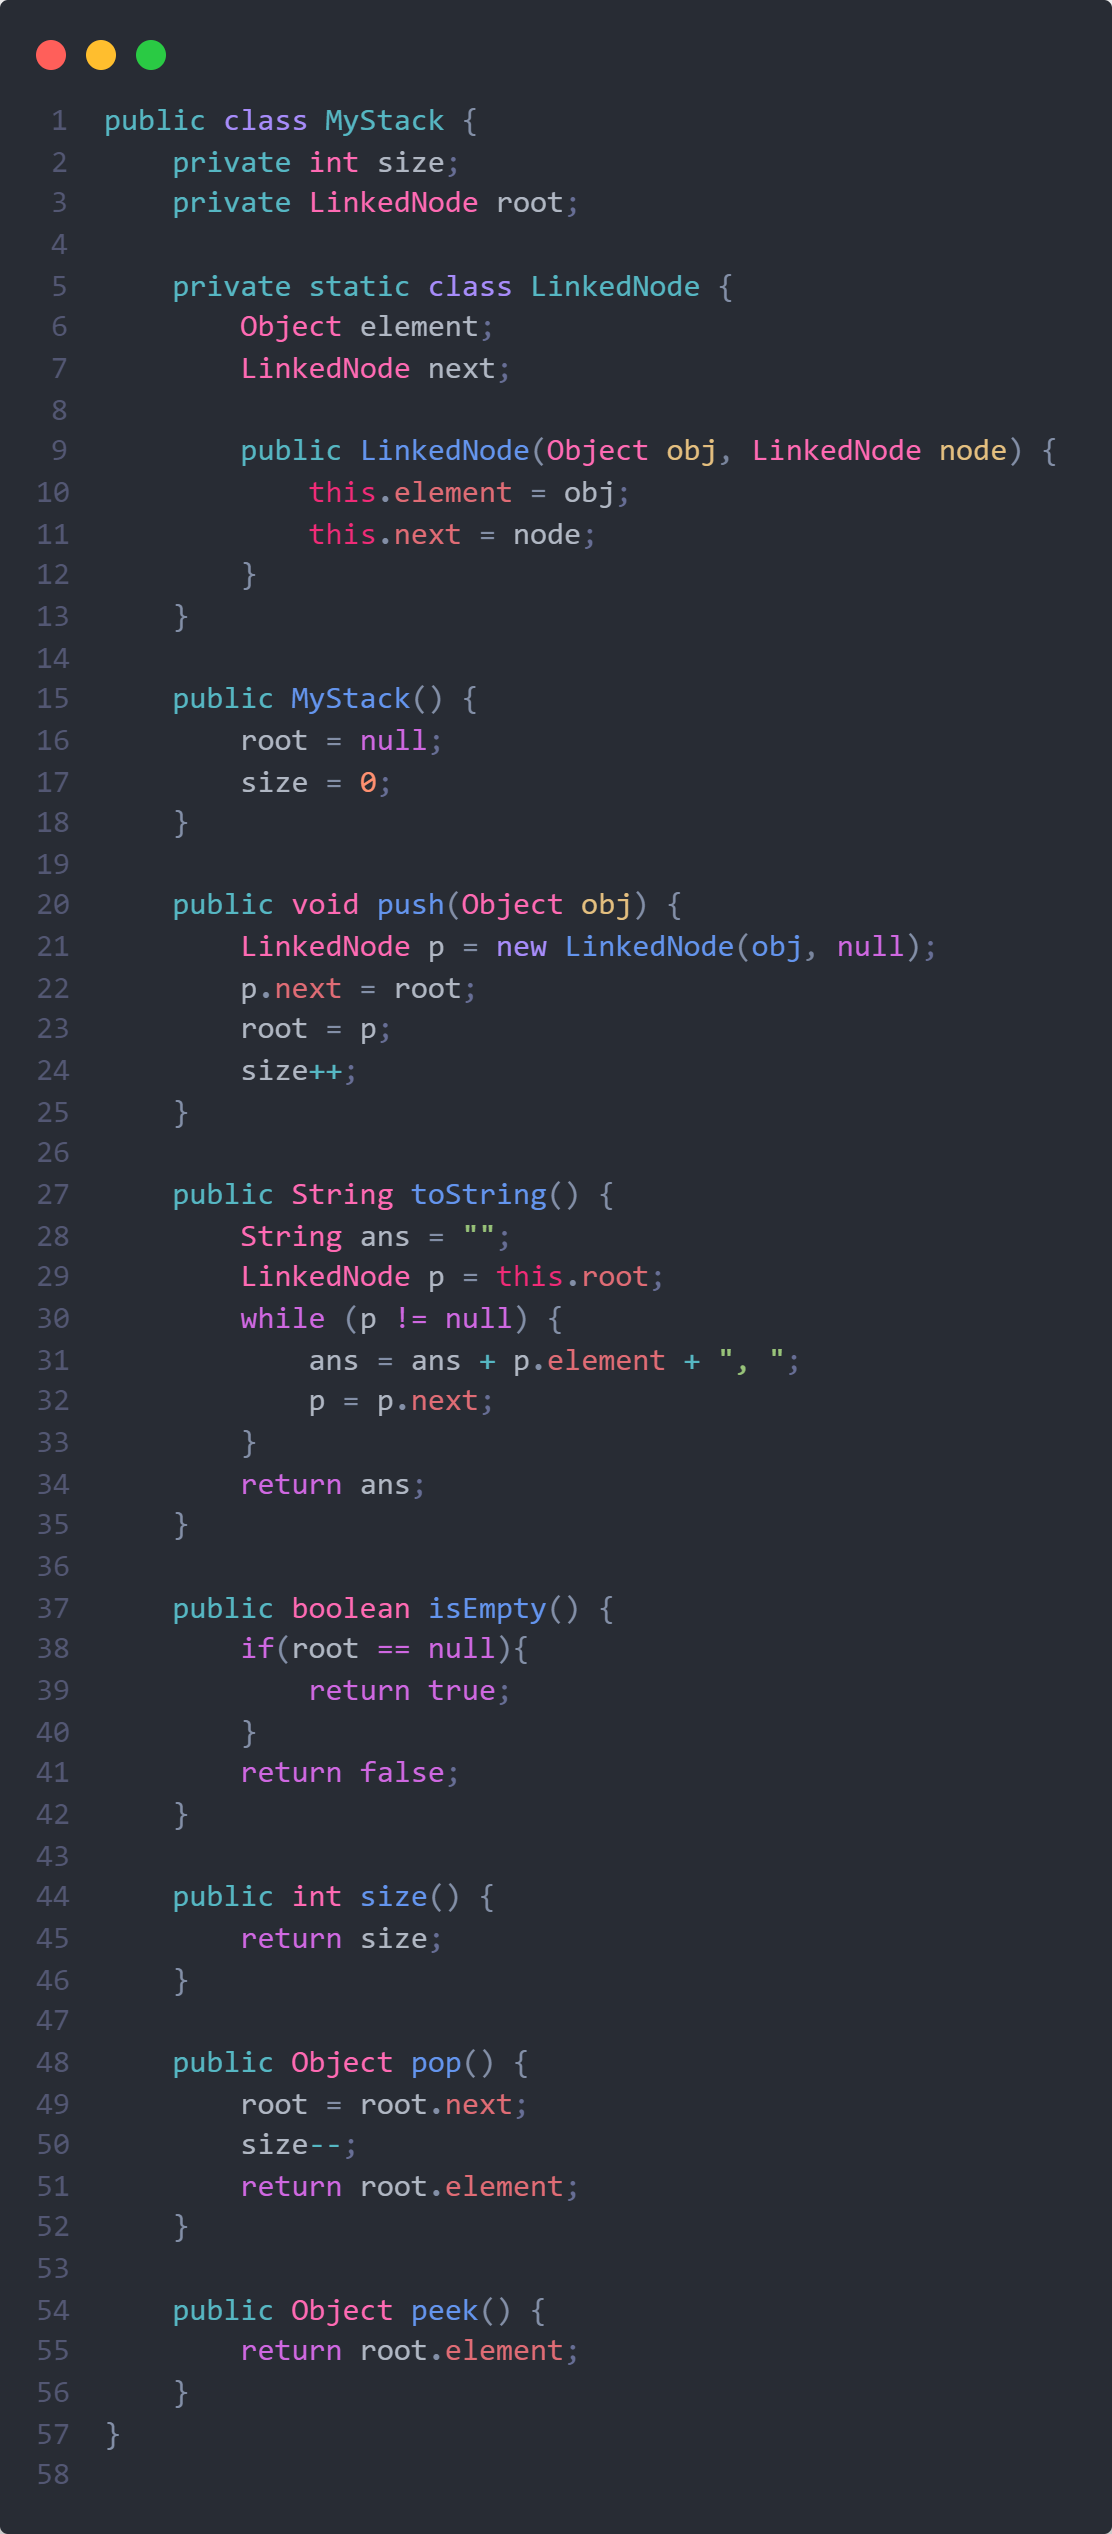 1 public class MyStack {
2     private int size;
3     private LinkedNode root;
4
5     private static class LinkedNode {
6         Object element;
7         LinkedNode next;
8
9         public LinkedNode(Object obj, LinkedNode node) {
10             this.element = obj;
11             this.next = node;
12         }
13     }
14
15     public MyStack() {
16         root = null;
17         size = 0;
18     }
19
20     public void push(Object obj) {
21         LinkedNode p = new LinkedNode(obj, null);
22         p.next = root;
23         root = p;
24         size++;
25     }
26
27     public String toString() {
28         String ans = "";
29         LinkedNode p = this.root;
30         while (p != null) {
31             ans = ans + p.element + ", ";
32             p = p.next;
33         }
34         return ans;
35     }
36
37     public boolean isEmpty() {
38         if(root == null){
39             return true;
40         }
41         return false;
42     }
43
44     public int size() {
45         return size;
46     }
47
48     public Object pop() {
49         root = root.next;
50         size--;
51         return root.element;
52     }
53
54     public Object peek() {
55         return root.element;
56     }
57 }
58